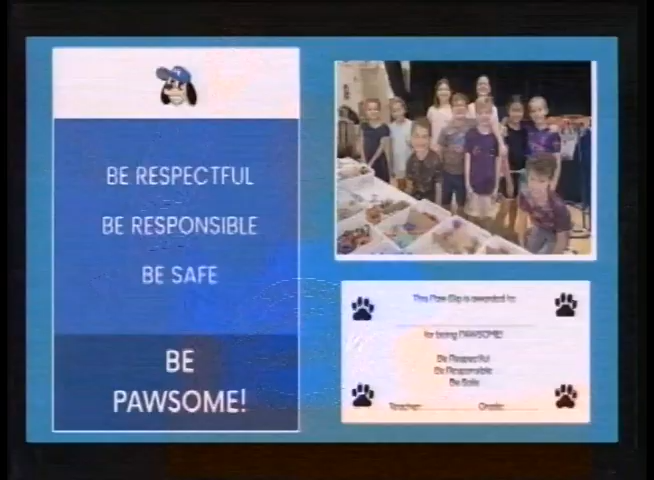 BE RESPECTFUL
BE RESPONSIBLE
BE SAFE
BE
PAWSOME!
This Paw Slip is awarded to:
for being PAWSOME!
Be Respectful
Be Responsible
Be Safe
Teacher: Grade: